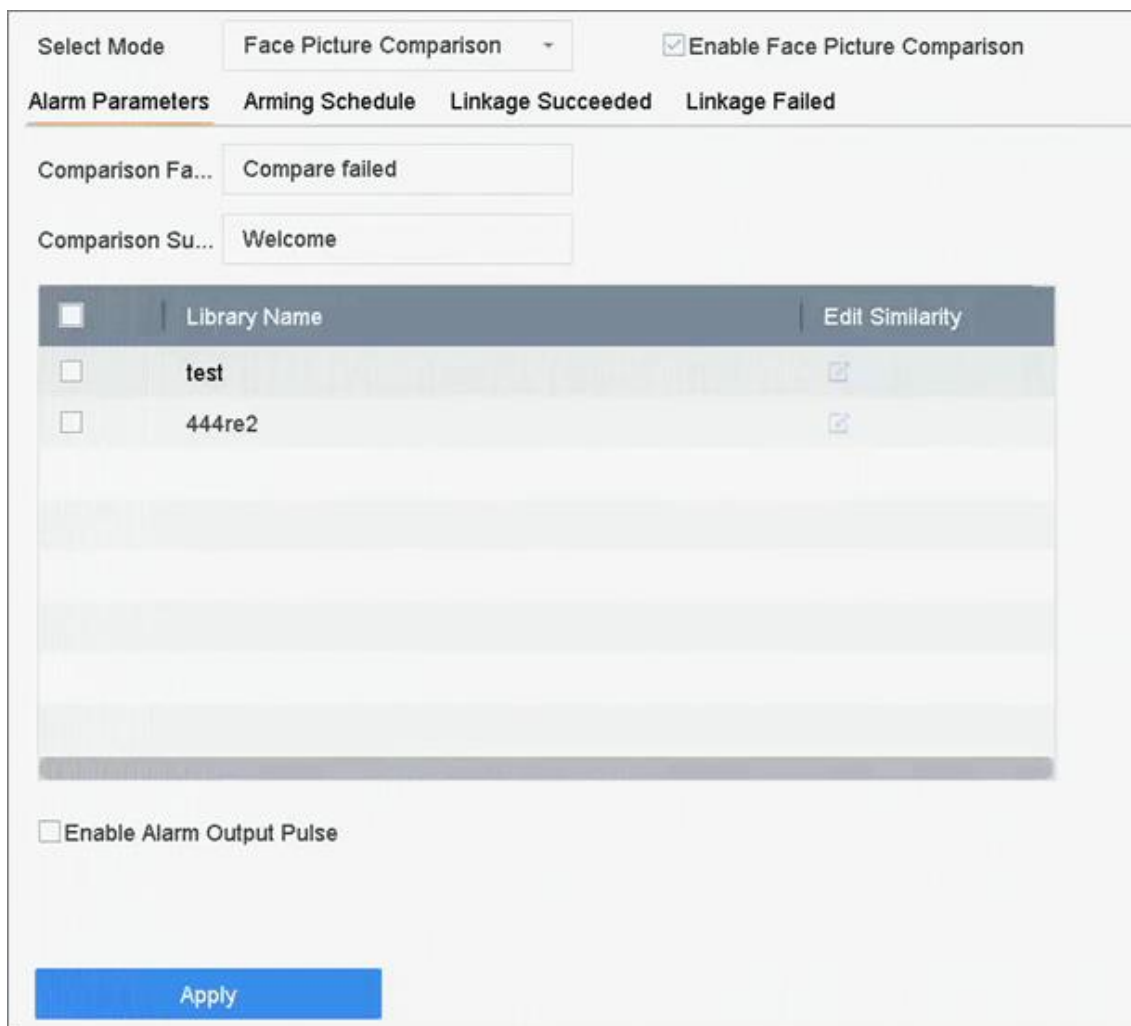 Select Mode Face Picture Comparison Enable Face Picture Comparison
Alarm Parameters Arming Schedule Linkage Succeeded Linkage Failed
Comparison Fa... Compare failed
Comparison Su... Welcome
Library Name Edit Similarity
test
444re2
Enable Alarm Output Pulse
Apply